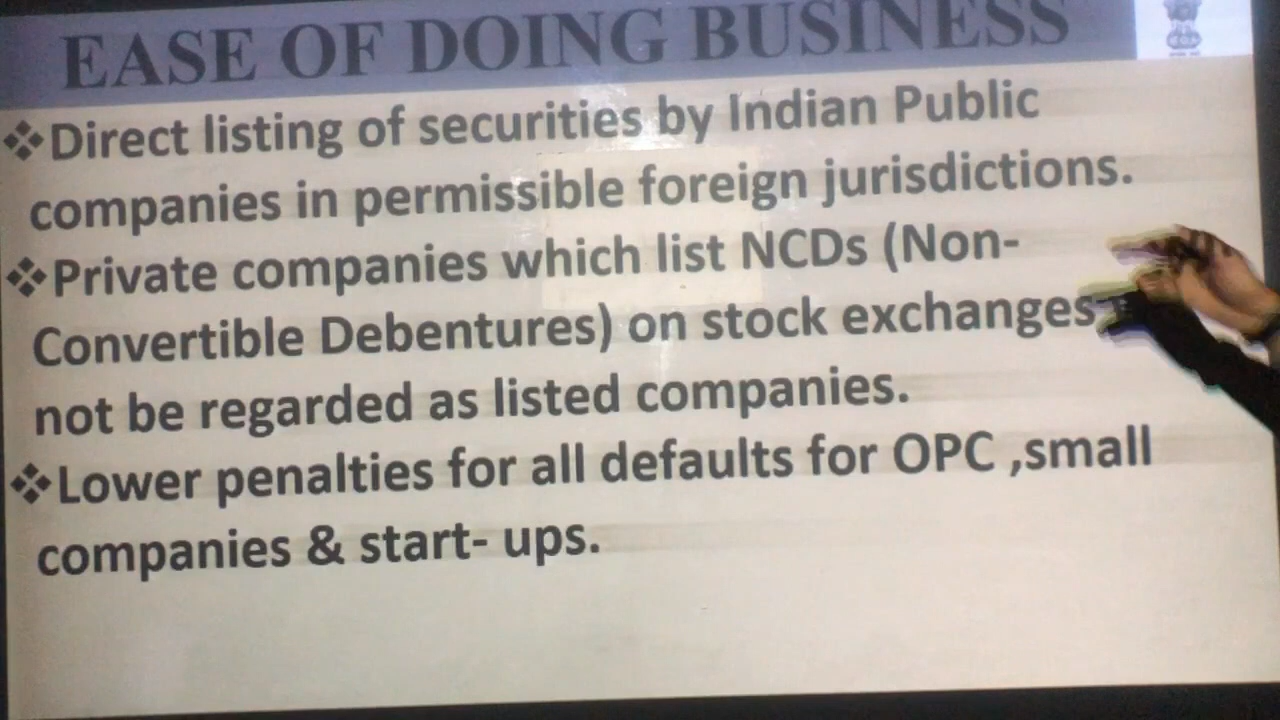 EASE OF DOING BUSINESS
❖Direct listing of securities by Indian Public
companies in permissible foreign jurisdictions.
❖Private companies which list NCDs (Non-
Convertible Debentures) on stock exchanges
not be regarded as listed companies.
❖Lower penalties for all defaults for OPC ,small
companies & start- ups.